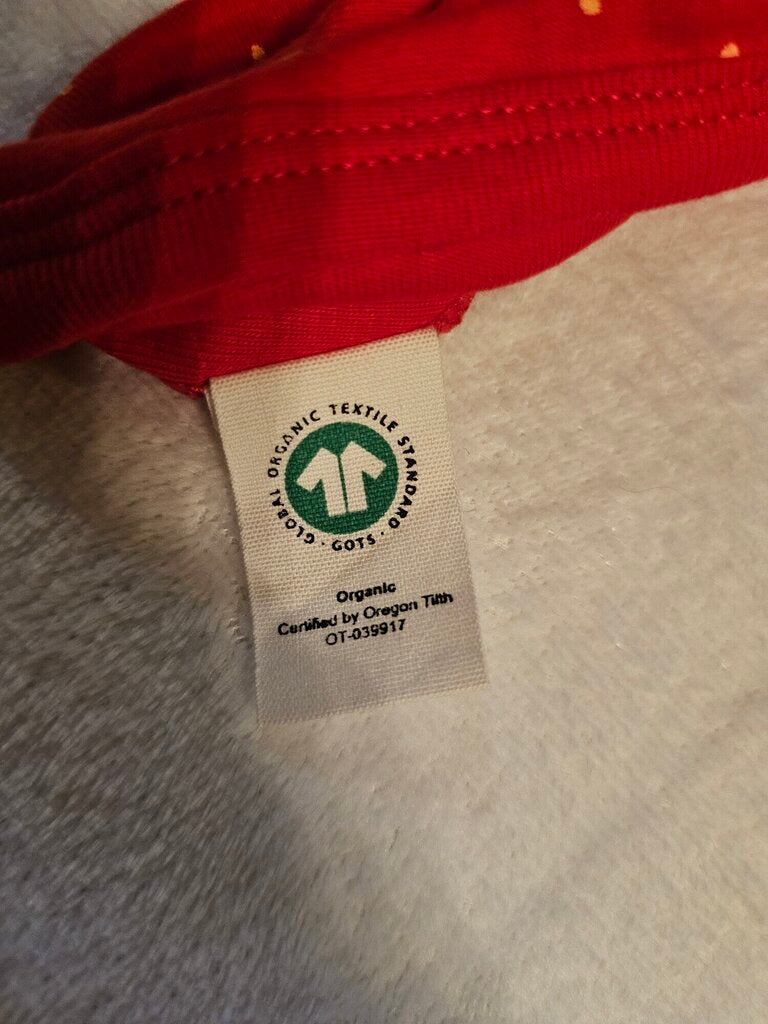 GLOBAL ORGANIC TEXTILE STANDARD · GOTS ·
Organic
Certified by Oregon Tilth
OT-039917